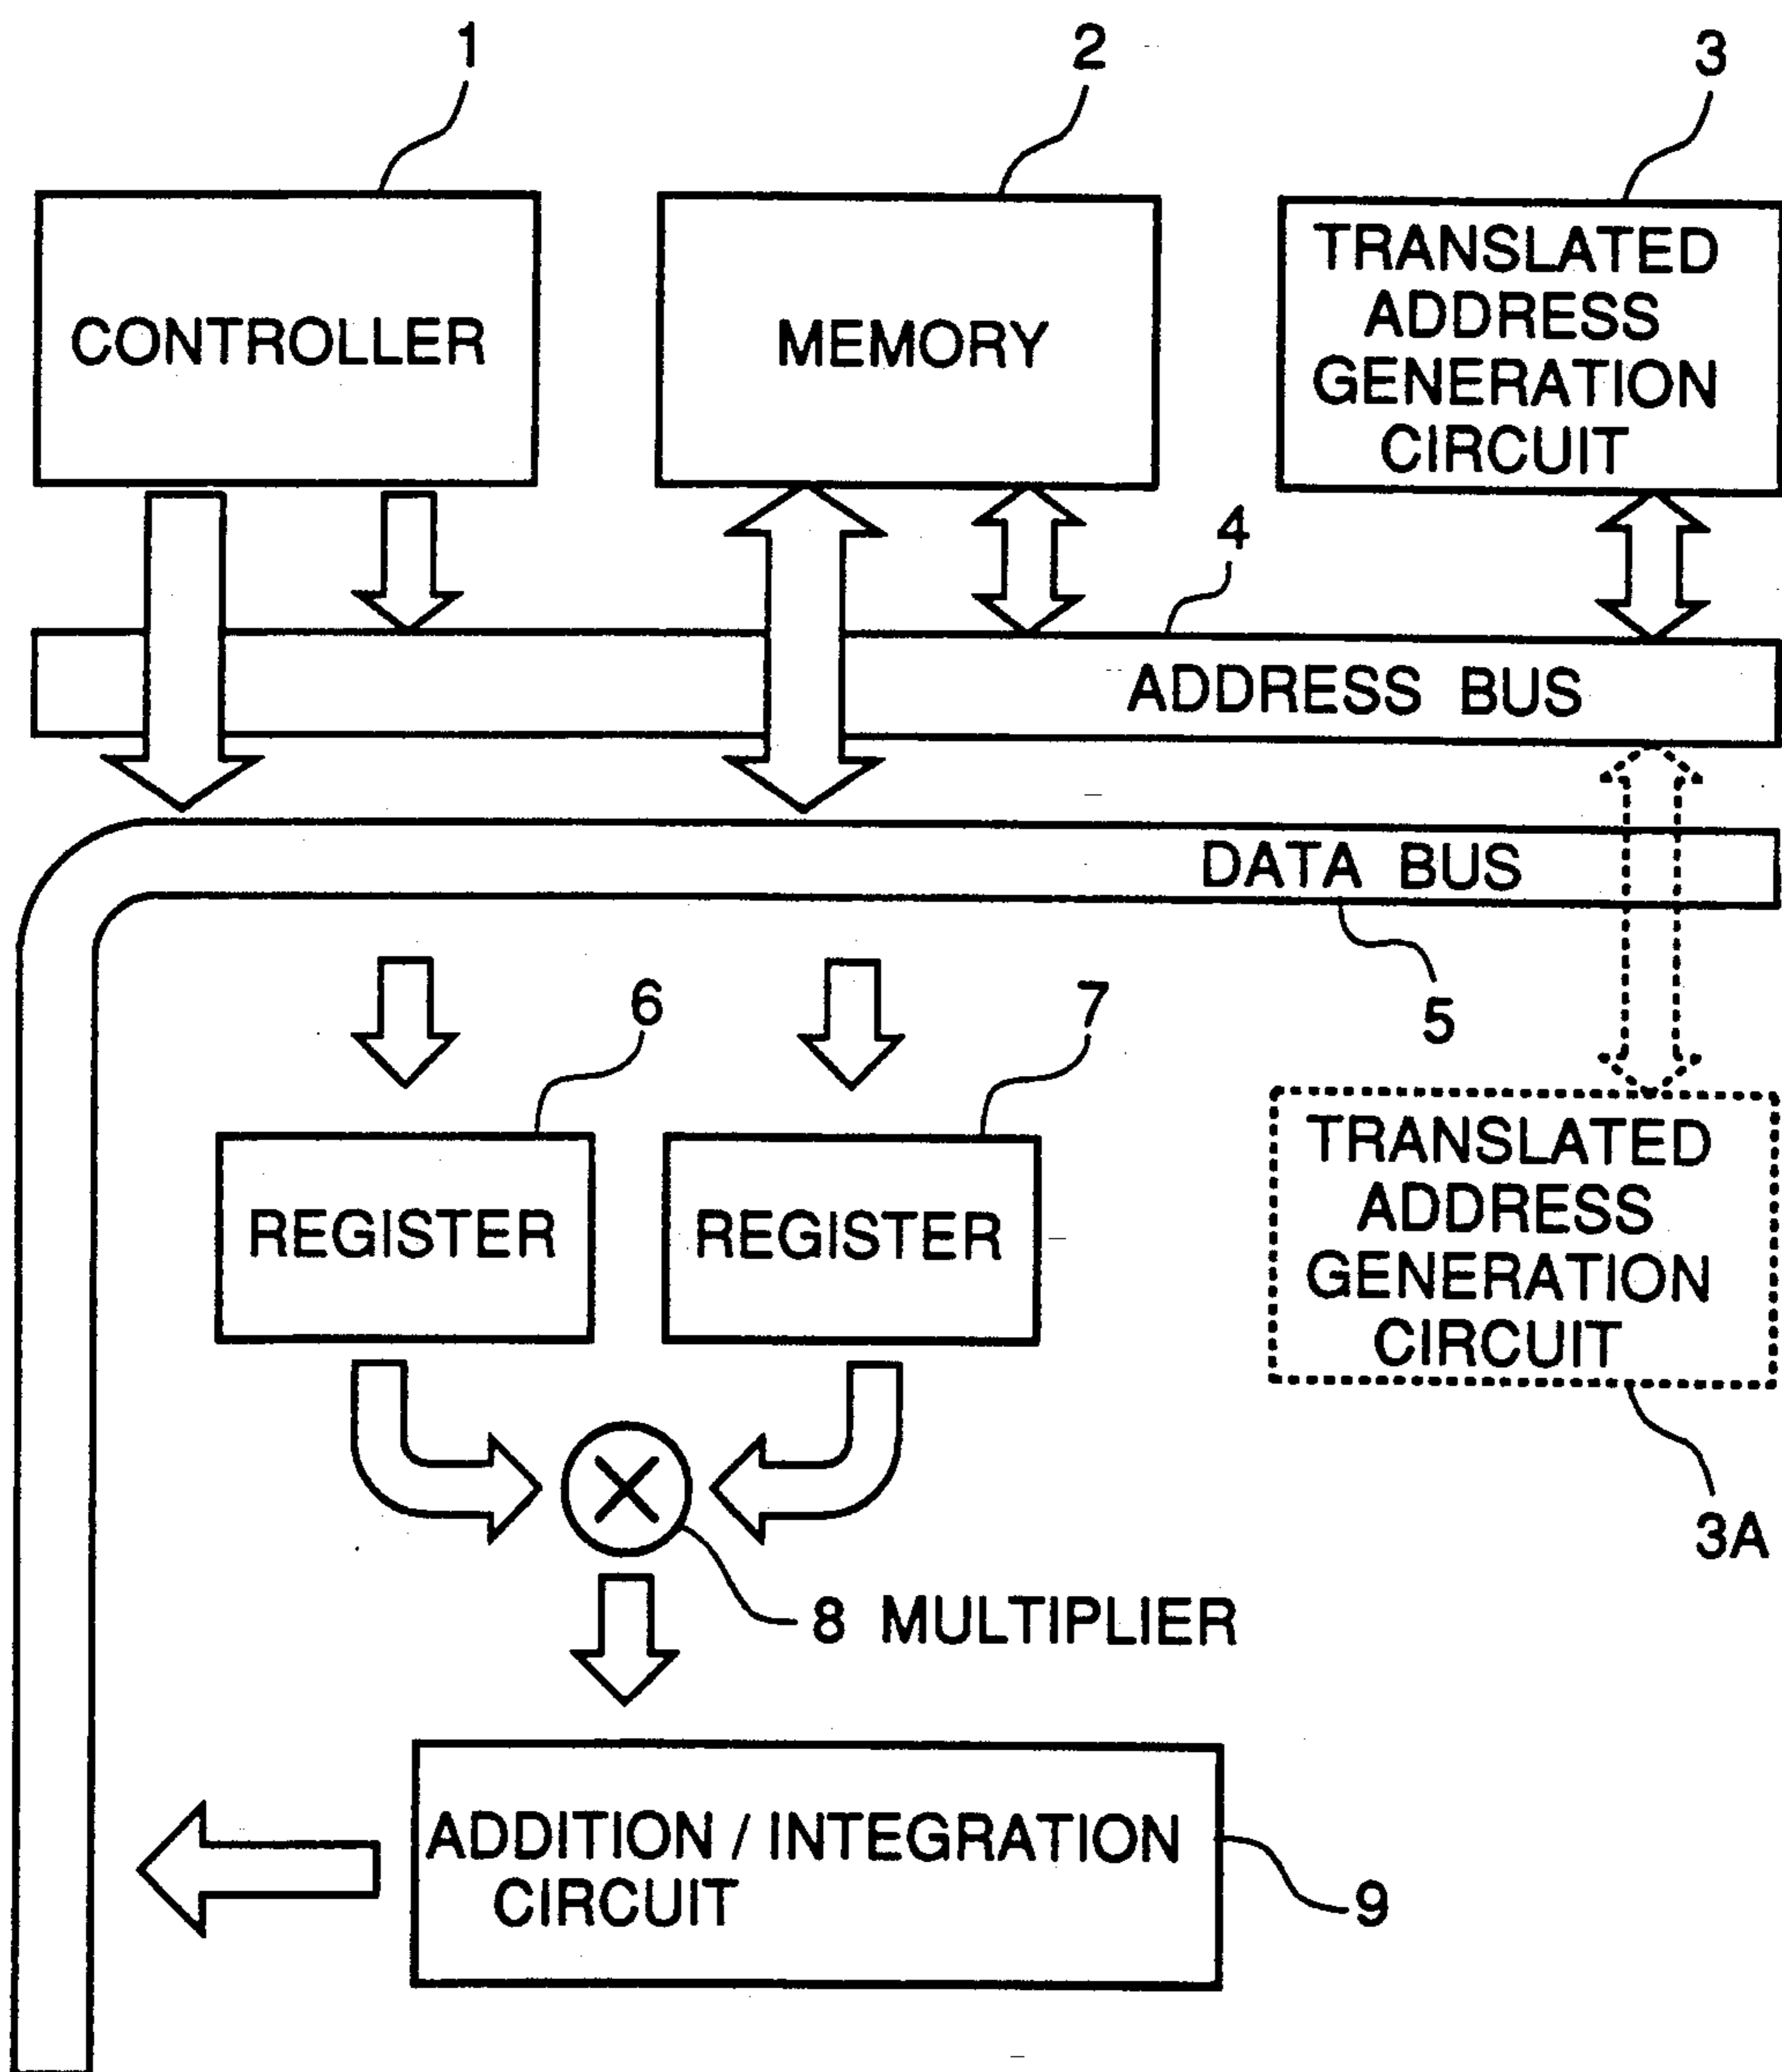 1
2
3
CONTROLLER
MEMORY
TRANSLATED
ADDRESS
GENERATION
CIRCUIT
4
ADDRESS BUS
DATA BUS
5
6
7
REGISTER
REGISTER
TRANSLATED
ADDRESS
GENERATION
CIRCUIT
3A
8 MULTIPLIER
ADDITION / INTEGRATION
CIRCUIT
9